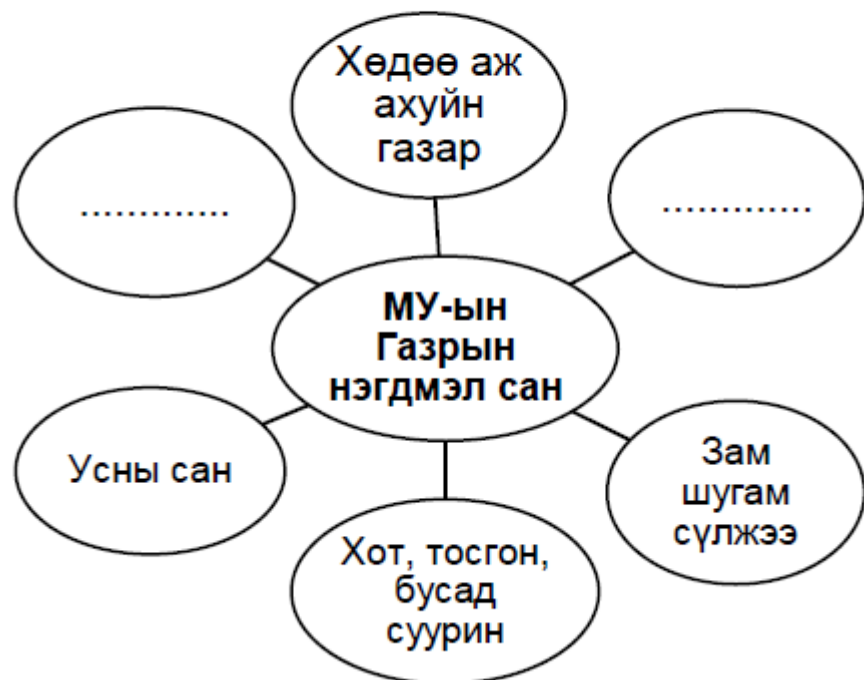 Хөдөө аж
ахуйн
газар
.............
.............
МУ-ын
Газрын
нэгдмэл сан
Усны сан
Зам
шугам
сүлжээ
Хот, тосгон,
бусад
суурин